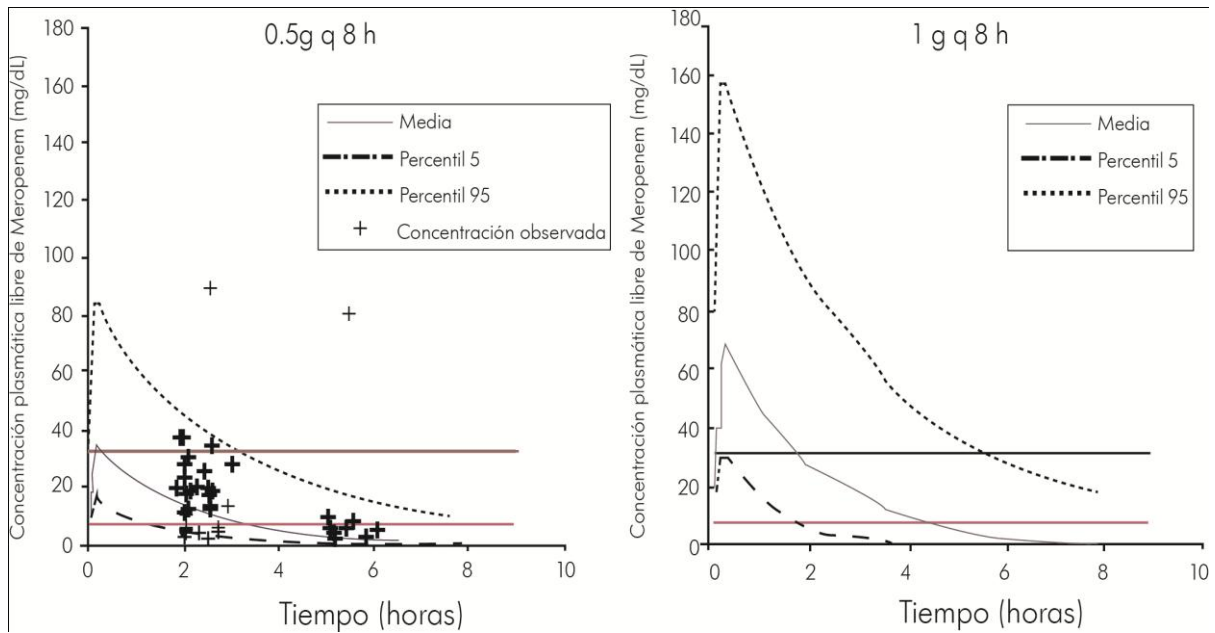 0.5g q 8 h
Concentración plasmática libre de Meropenem (mg/dL)
180
160
140
120
100
80
60
40
20
0
Media
Percentil 5
Percentil 95
Concentración observada
0 2 4 6 8 10
Tiempo (horas)
1 g q 8 h
Concentración plasmática libre de Meropenem (mg/dL)
180
160
140
120
100
80
60
40
20
0
Media
Percentil 5
Percentil 95
0 2 4 6 8 10
Tiempo (horas)